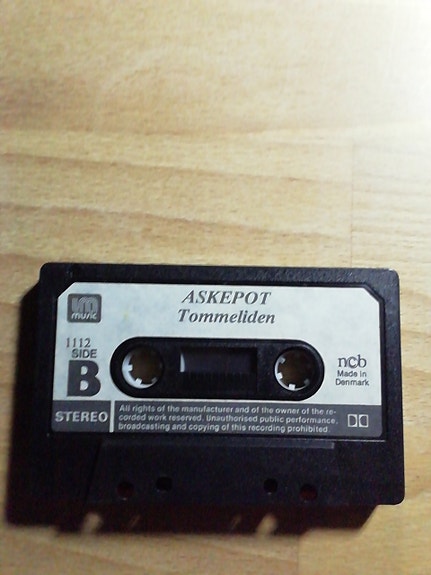 ASKEPOT
Tommeliden
music
1112
SIDE
B
ncb
Made in
Denmark
STEREO
All rights of the manufacturer and of the owner of the re-
corded work reserved. Unauthorised public performance,
broadcasting and copying of this recording prohibited.